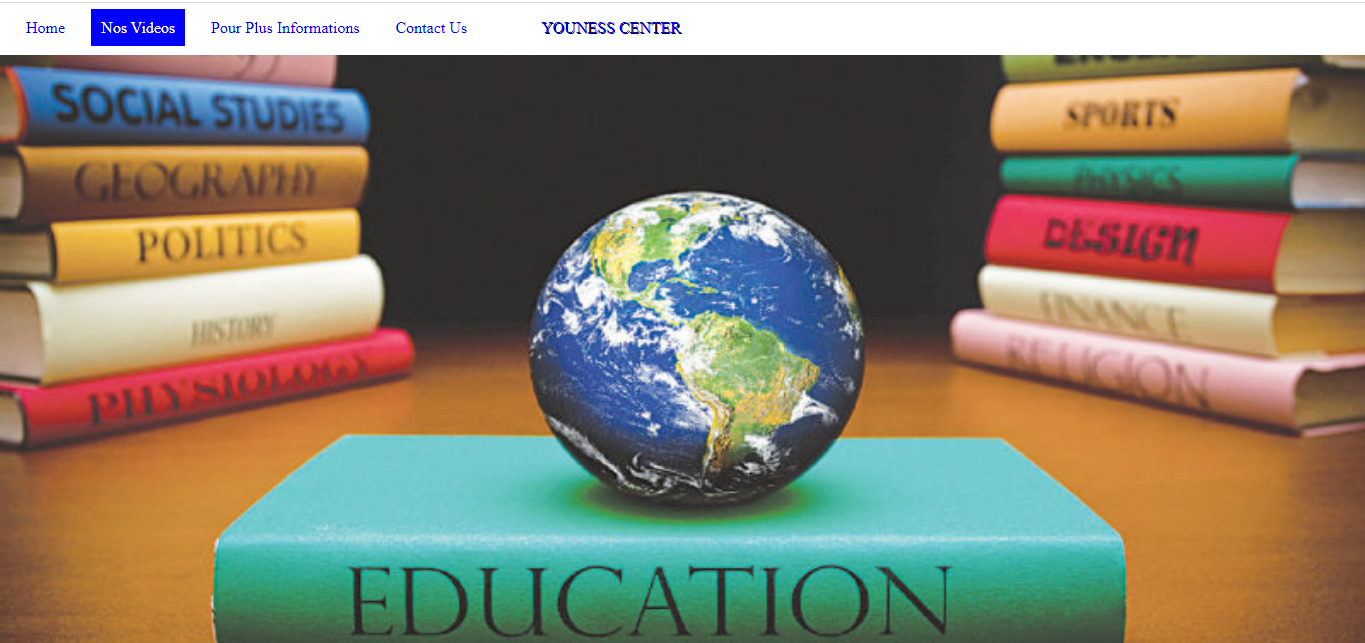 Home Nos Videos Pour Plus Informations Contact Us YOUNESS CENTER
SOCIAL STUDIES
GEOGRAPHY
POLITICS
HISTORY
PHYSIOLOGY
SPORTS
PHYSICS
DESIGN
FINANCE
RELIGION
EDUCATION